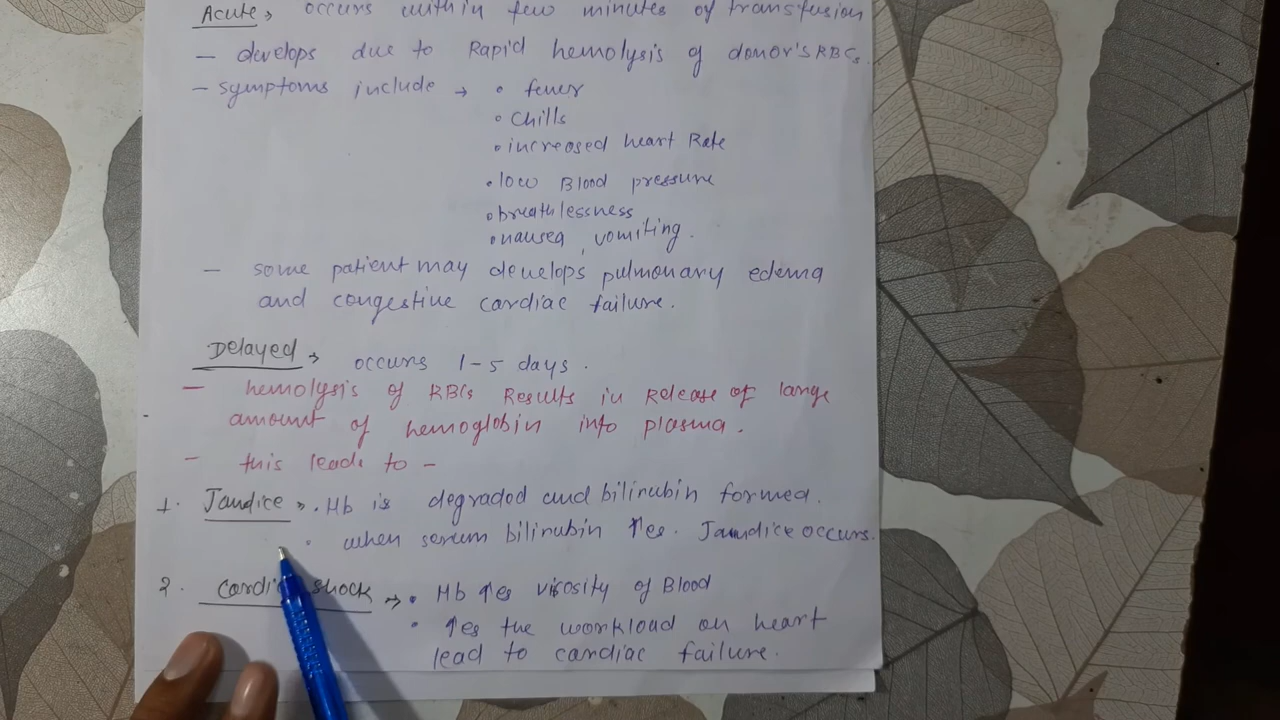 Acute → occurs within few minutes of transfusion
- develops due to Rapid hemolysis of donor's RBCs.
- symptoms include → • fever
• chills
• increased heart Rate
• low Blood pressure
• breathlessness
• nausea, vomiting.
- some patient may develops pulmonary edema
and congestive cardiac failure.
Delayed → occurs 1-5 days.
- hemolysis of RBCs Results in Release of large
amount of hemoglobin into plasma.
- this leads to -
1. Jaundice → • Hb is degraded and bilirubin formed.
• when serum bilirubin ↑es. Jaundice occurs.
2. cardiac shock → • Hb ↑es viscosity of Blood
• ↑es the workload on heart
lead to cardiac failure.